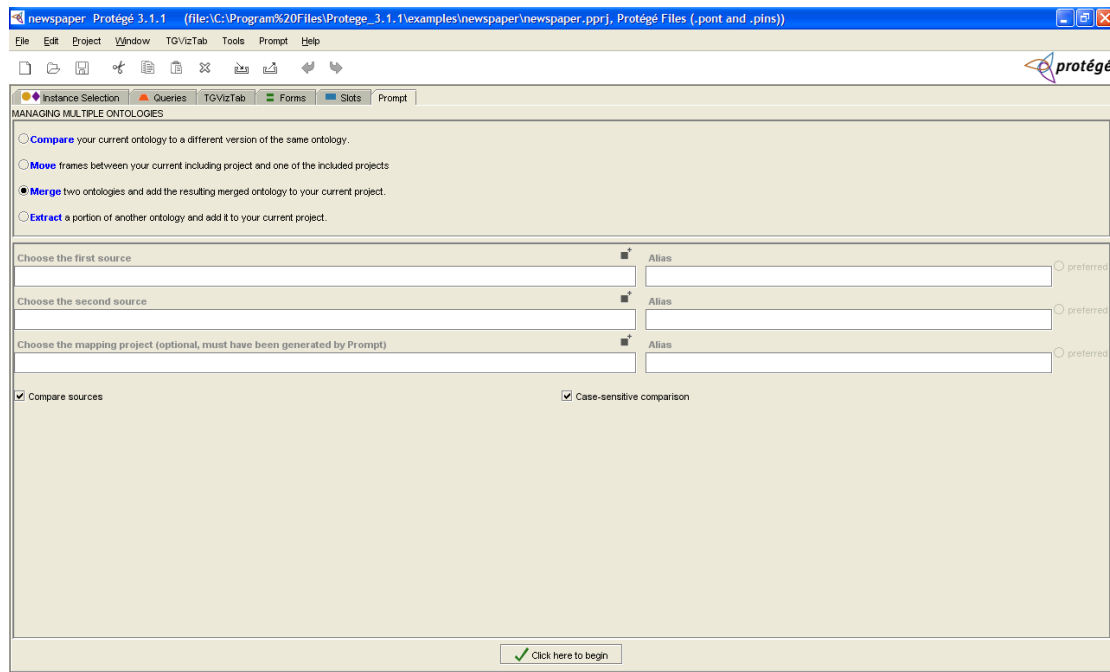 newspaper Protégé 3.1.1 (file:\C:\Program%20Files\Protege_3.1.1\examples\newspaper\newspaper.pprj, Protégé Files (.pont and .pins))
File Edit Project Window TGVizTab Tools Prompt Help
protégé
Instance Selection Queries TGVizTab Forms Slots Prompt
MANAGING MULTIPLE ONTOLOGIES
Compare your current ontology to a different version of the same ontology.
Move frames between your current including project and one of the included projects
Merge two ontologies and add the resulting merged ontology to your current project.
Extract a portion of another ontology and add it to your current project.
Choose the first source Alias
preferred
Choose the second source Alias
preferred
Choose the mapping project (optional, must have been generated by Prompt) Alias
preferred
Compare sources Case-sensitive comparison
Click here to begin